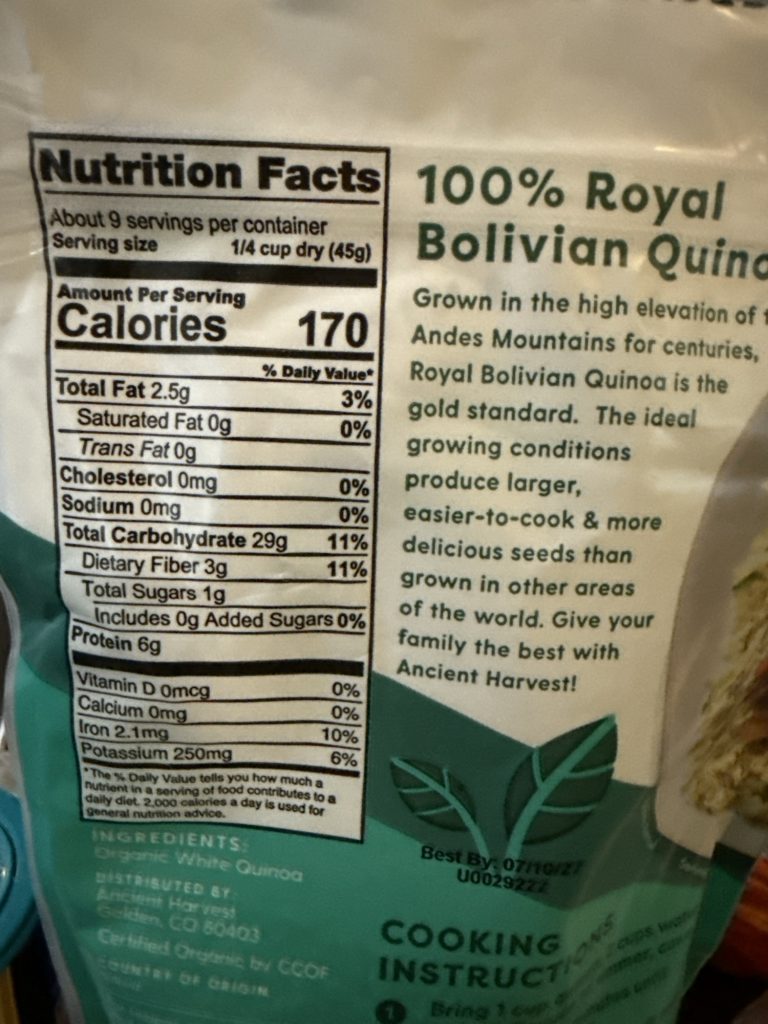 Nutrition Facts
About 9 servings per container
Serving size 1/4 cup dry (45g)
Amount Per Serving
Calories 170
% Daily Value*
Total Fat 2.5g 3%
Saturated Fat 0g 0%
Trans Fat 0g
Cholesterol 0mg 0%
Sodium 0mg 0%
Total Carbohydrate 29g 11%
Dietary Fiber 3g 11%
Total Sugars 1g
Includes 0g Added Sugars 0%
Protein 6g
Vitamin D 0mcg 0%
Calcium 0mg 0%
Iron 2.1mg 10%
Potassium 250mg 6%
*The % Daily Value tells you how much a
nutrient in a serving of food contributes to a
daily diet. 2,000 calories a day is used for
general nutrition advice.
INGREDIENTS:
Organic White Quinoa
DISTRIBUTED BY:
Ancient Harvest
Golden, CO 80403
Certified Organic by CCOF
COUNTRY OF ORIGIN
100% Royal
Bolivian Quino
Grown in the high elevation of
Andes Mountains for centuries,
Royal Bolivian Quinoa is the
gold standard. The ideal
growing conditions
produce larger,
easier-to-cook & more
delicious seeds than
grown in other areas
of the world. Give your
family the best with
Ancient Harvest!
Best By: 07/10/27
U0029222
COOKING
INSTRUCTIONS
1 Bring 1 cup